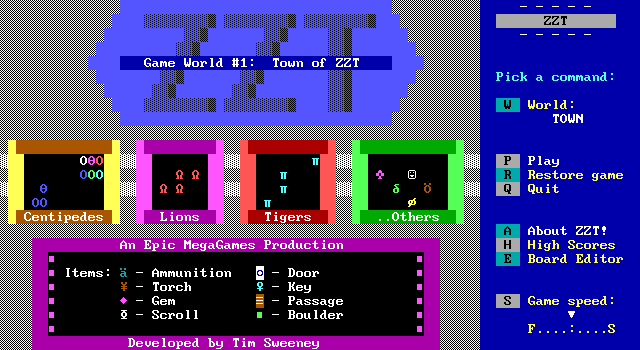 ZZT
Game World #1: Town of ZZT
Centipedes
Lions
Tigers
..Others
An Epic MegaGames Production
Items: ä - Ammunition
¥ - Torch
♦ - Gem
- Scroll
- Door
♀ - Key
≡ - Passage
■ - Boulder
Developed by Tim Sweeney
- - - - -
ZZT
- - - - -
Pick a command:
W World:
TOWN
P Play
R Restore game
Q Quit
A About ZZT!
H High Scores
E Board Editor
S Game speed:
▼
F....:....S